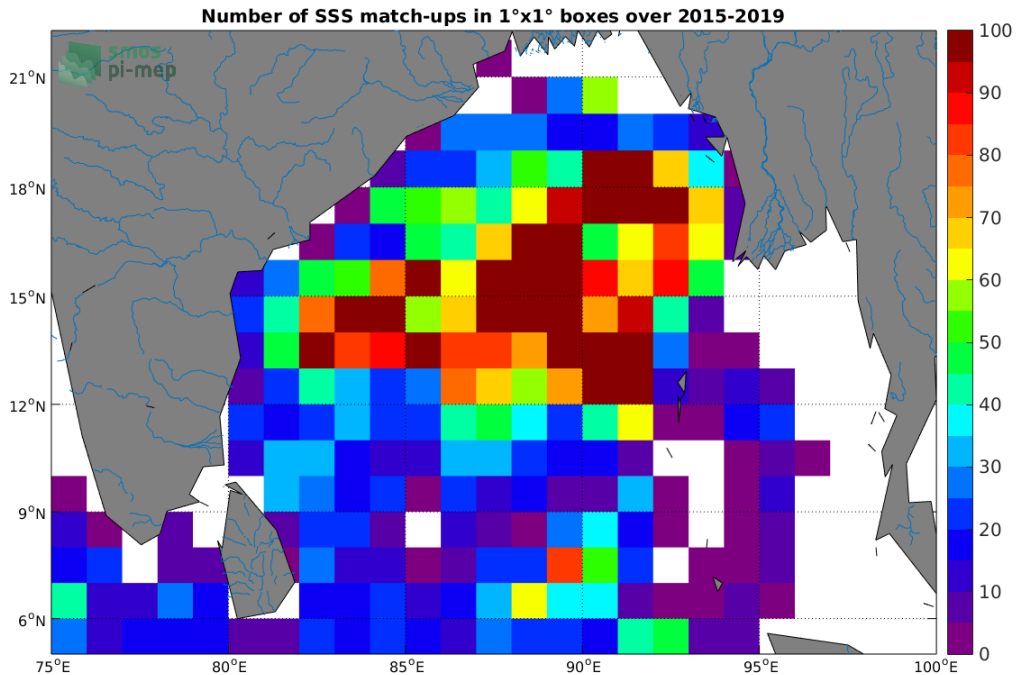 Number of SSS match-ups in 1°x1° boxes over 2015-2019
smos
pi-mep
21°N
18°N
15°N
12°N
9°N
6°N
75°E
80°E
85°E
90°E
95°E
100°E
100
90
80
70
60
50
40
30
20
10
0